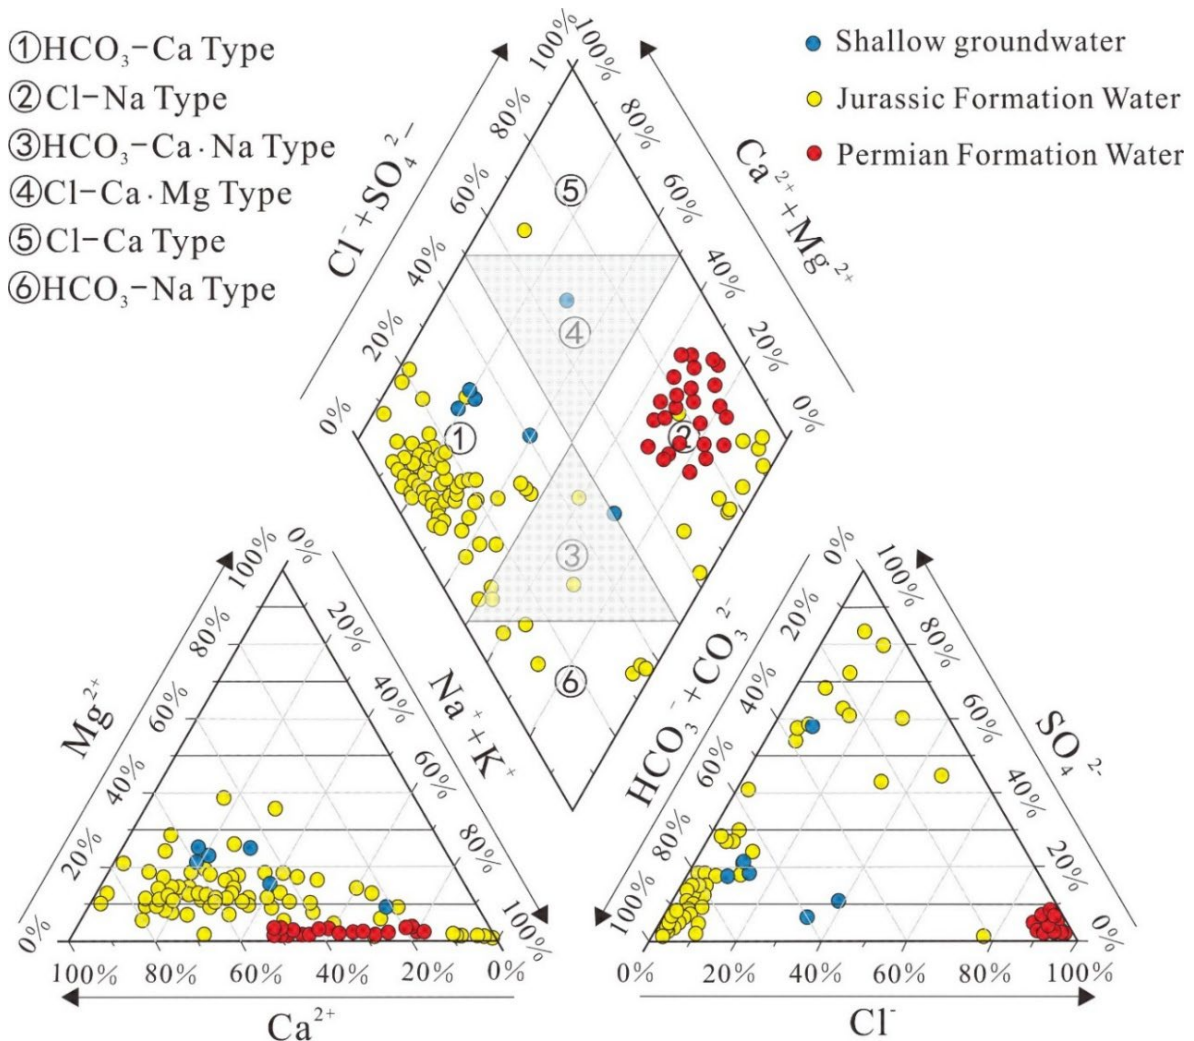 ①HCO₃−Ca Type
②Cl−Na Type
③HCO₃−Ca·Na Type
④Cl−Ca·Mg Type
⑤Cl−Ca Type
⑥HCO₃−Na Type
Shallow groundwater
Jurassic Formation Water
Permian Formation Water
100% 100%
80% 80%
60% 60%
40% 40%
20% 20%
0% 0%
Cl⁻+SO₄²⁻
Ca²⁺+Mg²⁺
⑤
④
①
②
③
⑥
100% 0%
80% 20%
60% 40%
40% 60%
20% 80%
0% 100%
Mg²⁺
Na⁺+K⁺
100% 80% 60% 40% 20% 0%
Ca²⁺
0% 100%
20% 80%
40% 60%
60% 40%
80% 20%
100% 0%
HCO₃⁻+CO₃²⁻
SO₄²⁻
0% 20% 40% 60% 80% 100%
Cl⁻